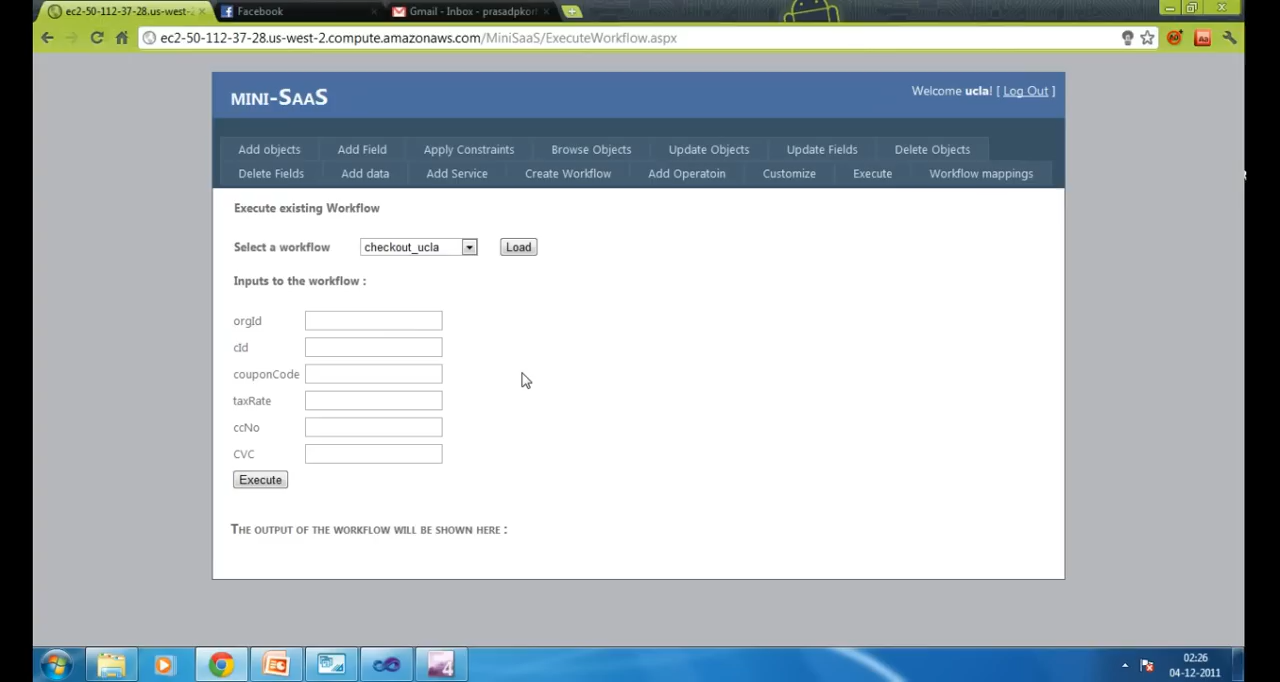 ec2-50-112-37-28.us-west-2.
Facebook
Gmail - Inbox - prasadpkor
ec2-50-112-37-28.us-west-2.compute.amazonaws.com/MiniSaaS/ExecuteWorkflow.aspx
MINI-SAAS
Welcome ucla! [ Log Out ]
Add objects Add Field Apply Constraints Browse Objects Update Objects Update Fields Delete Objects
Delete Fields Add data Add Service Create Workflow Add Operatoin Customize Execute Workflow mappings
Execute existing Workflow
Select a workflow checkout_ucla Load
Inputs to the workflow :
orgId
cId
couponCode
taxRate
ccNo
CVC
Execute
THE OUTPUT OF THE WORKFLOW WILL BE SHOWN HERE :
02:26
04-12-2011